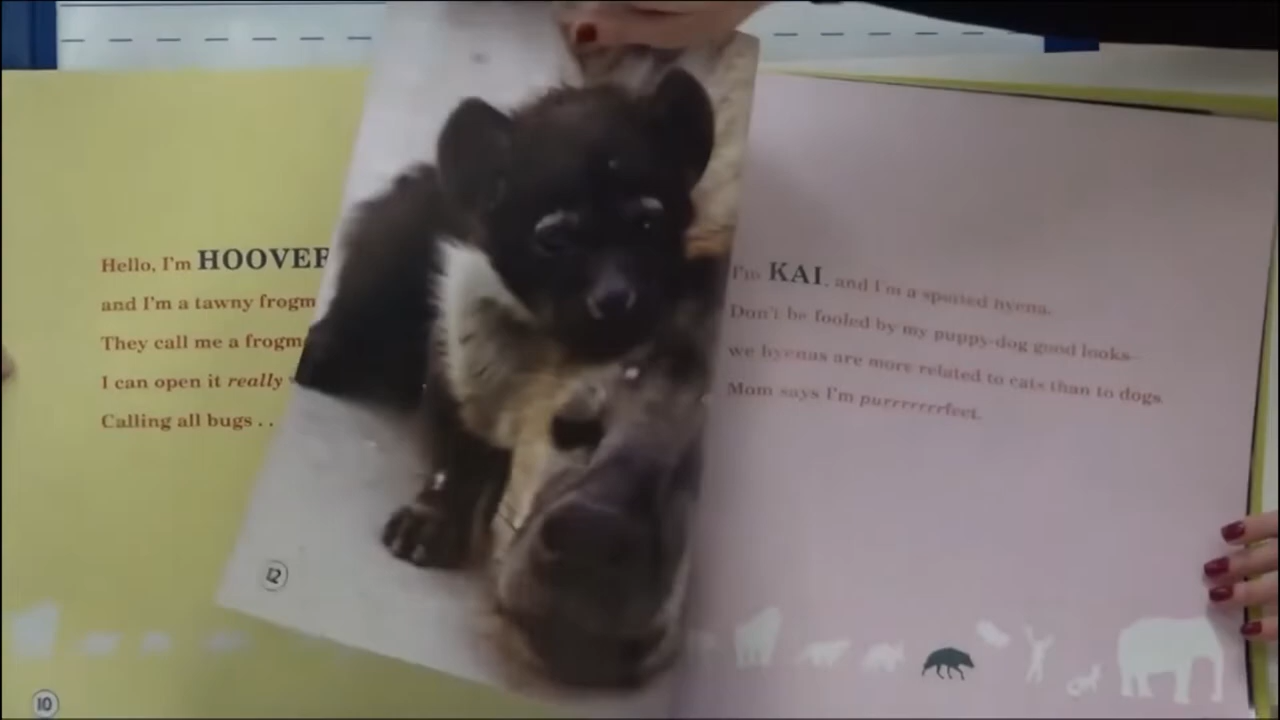 Hello, I'm HOOVER
and I'm a tawny frogm
They call me a frogm
I can open it really
Calling all bugs . .
10
12
I'm KAI, and I'm a spotted hyena.
Don't be fooled by my puppy-dog good looks—
we hyenas are more related to cats than to dogs.
Mom says I'm purrrrrrrfect.